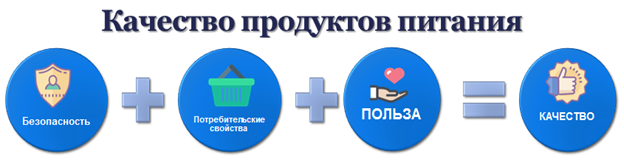 Качество продуктов питания
Безопасность
Потребительские
свойства
ПОЛЬЗА
КАЧЕСТВО